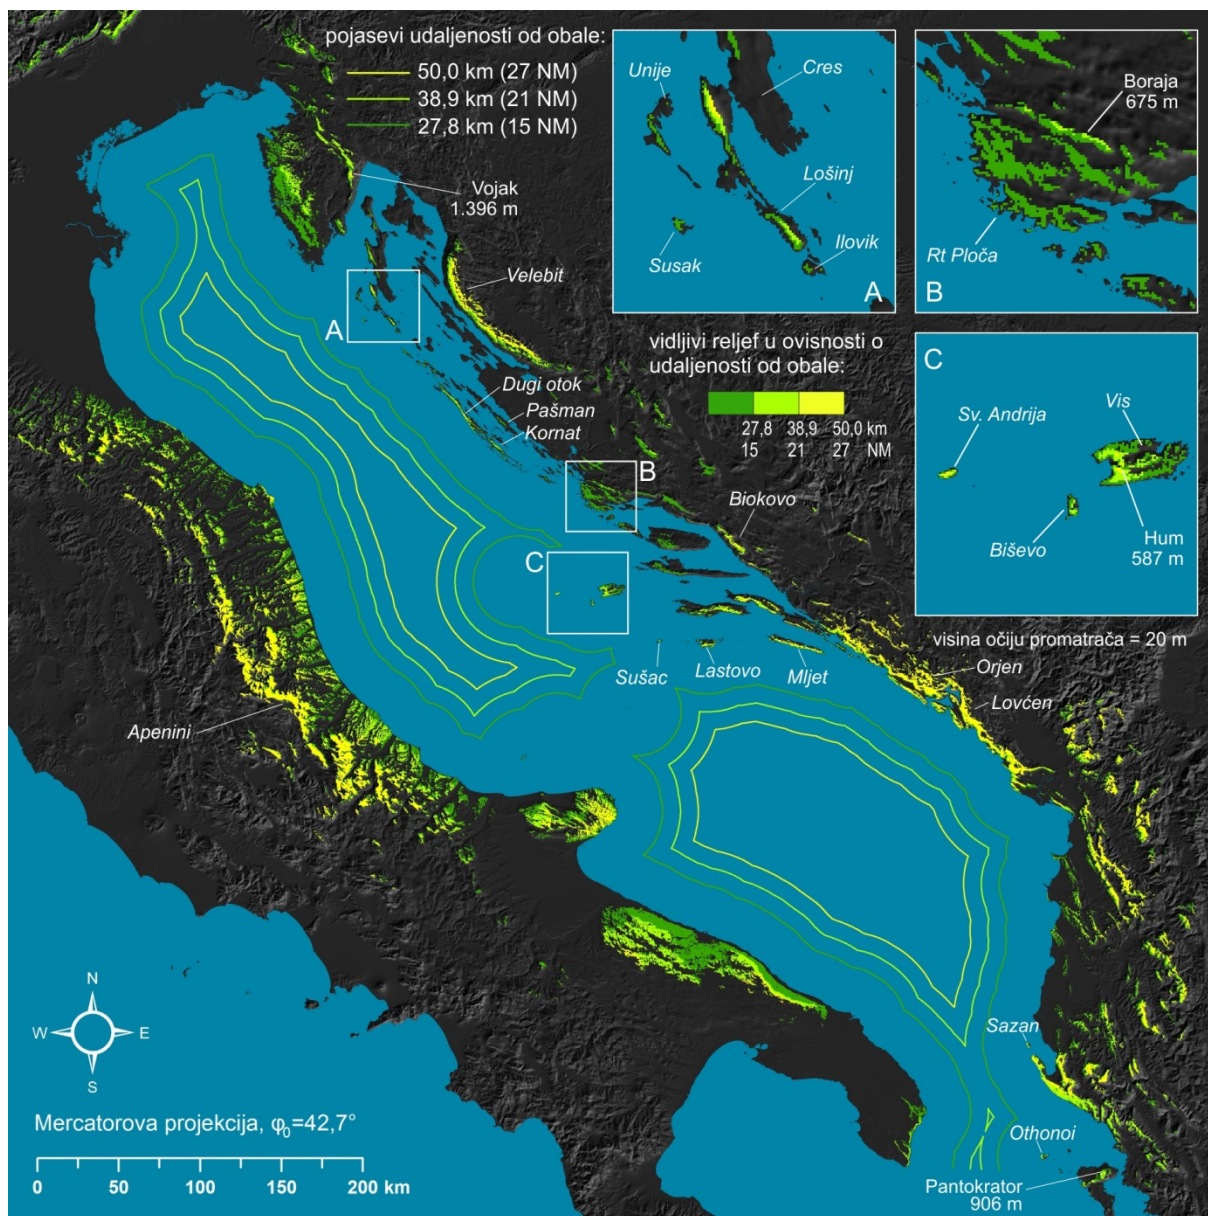 pojasevi udaljenosti od obale:
50,0 km (27 NM)
38,9 km (21 NM)
27,8 km (15 NM)
Vojak
1.396 m
Velebit
A
Unije
Cres
Lošinj
Ilovik
Susak
A
Boraja
675 m
Rt Ploča
B
vidljivi reljef u ovisnosti o
udaljenosti od obale:
27,8 38,9 50,0 km
15 21 27 NM
C
Vis
Sv. Andrija
Biševo
Hum
587 m
visina očiju promatrača = 20 m
Dugi otok
Pašman
Kornat
B
Biokovo
C
Sušac
Lastovo
Mljet
Orjen
Lovćen
Apenini
Sazan
Othonoi
Pantokrator
906 m
N
W
E
S
Mercatorova projekcija, φ0=42,7°
0 50 100 150 200 km